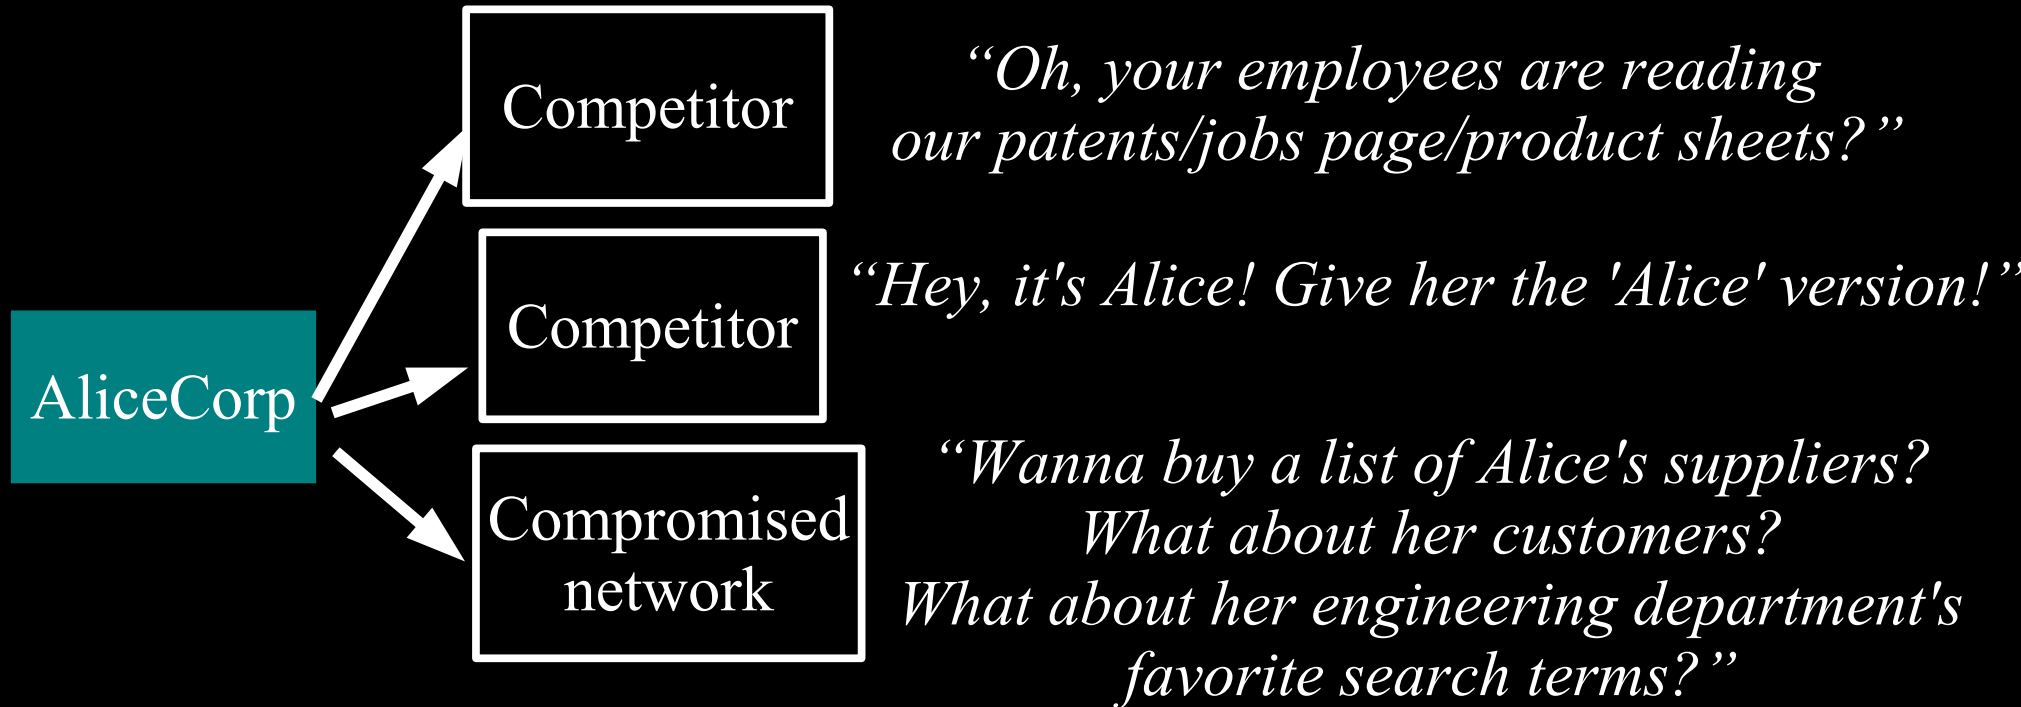 Competitor
“Oh, your employees are reading
our patents/jobs page/product sheets?”
Competitor
“Hey, it's Alice! Give her the 'Alice' version!”
AliceCorp
Compromised
network
“Wanna buy a list of Alice's suppliers?
What about her customers?
What about her engineering department's
favorite search terms?”